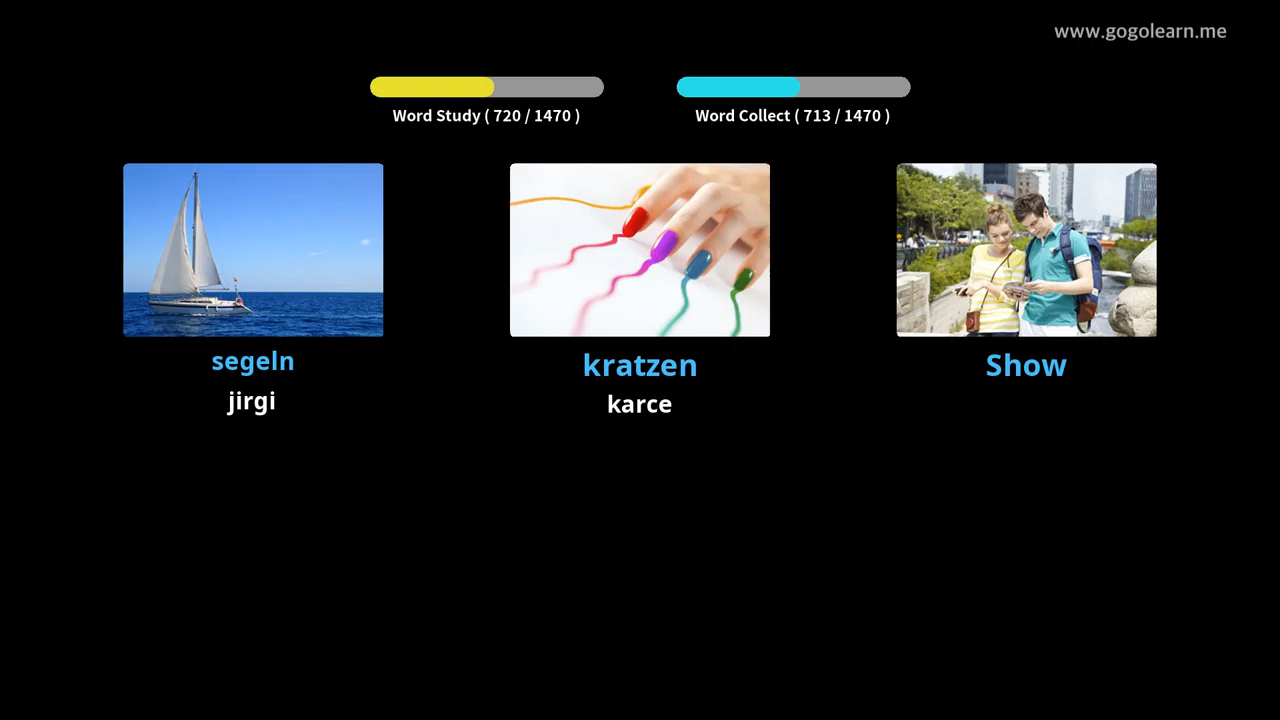 www.gogolearn.me
Word Study ( 720 / 1470 )
Word Collect ( 713 / 1470 )
segeln
jirgi
kratzen
karce
Show